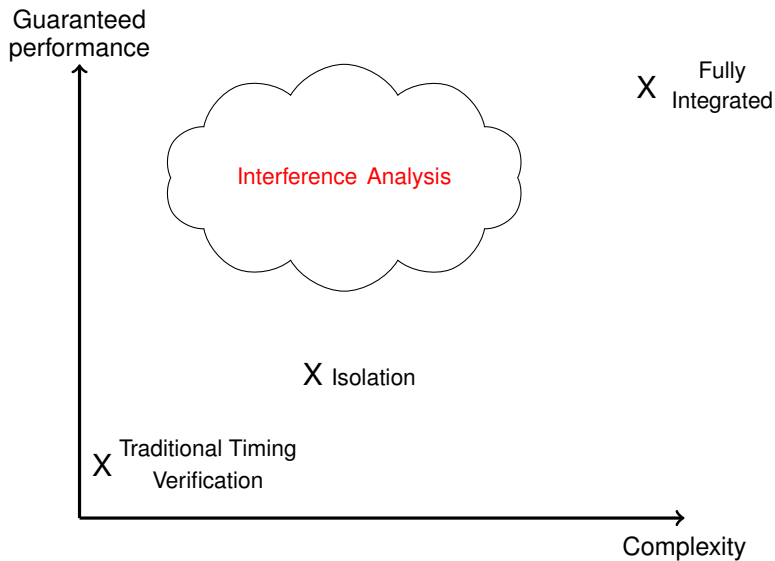 Guaranteed
performance
X Fully
Integrated
Interference Analysis
X Isolation
X Traditional Timing
Verification
Complexity